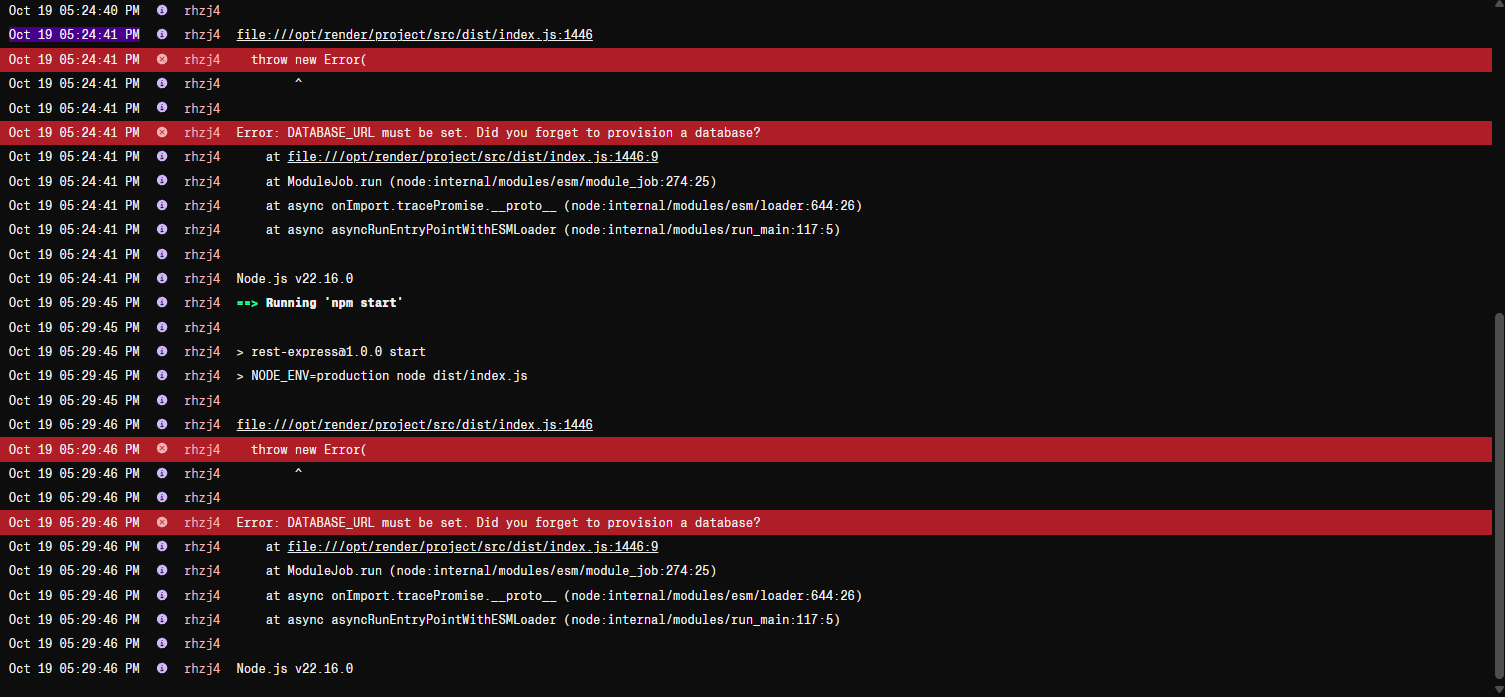 Oct 19 05:24:40 PM rhzj4
Oct 19 05:24:41 PM rhzj4 file:///opt/render/project/src/dist/index.js:1446
Oct 19 05:24:41 PM rhzj4 throw new Error(
Oct 19 05:24:41 PM rhzj4 ^
Oct 19 05:24:41 PM rhzj4
Oct 19 05:24:41 PM rhzj4 Error: DATABASE_URL must be set. Did you forget to provision a database?
Oct 19 05:24:41 PM rhzj4 at file:///opt/render/project/src/dist/index.js:1446:9
Oct 19 05:24:41 PM rhzj4 at ModuleJob.run (node:internal/modules/esm/module_job:274:25)
Oct 19 05:24:41 PM rhzj4 at async onImport.tracePromise.__proto__ (node:internal/modules/esm/loader:644:26)
Oct 19 05:24:41 PM rhzj4 at async asyncRunEntryPointWithESMLoader (node:internal/modules/run_main:117:5)
Oct 19 05:24:41 PM rhzj4
Oct 19 05:24:41 PM rhzj4 Node.js v22.16.0
Oct 19 05:29:45 PM rhzj4 ==> Running 'npm start'
Oct 19 05:29:45 PM rhzj4
Oct 19 05:29:45 PM rhzj4 > rest-express@1.0.0 start
Oct 19 05:29:45 PM rhzj4 > NODE_ENV=production node dist/index.js
Oct 19 05:29:45 PM rhzj4
Oct 19 05:29:46 PM rhzj4 file:///opt/render/project/src/dist/index.js:1446
Oct 19 05:29:46 PM rhzj4 throw new Error(
Oct 19 05:29:46 PM rhzj4 ^
Oct 19 05:29:46 PM rhzj4
Oct 19 05:29:46 PM rhzj4 Error: DATABASE_URL must be set. Did you forget to provision a database?
Oct 19 05:29:46 PM rhzj4 at file:///opt/render/project/src/dist/index.js:1446:9
Oct 19 05:29:46 PM rhzj4 at ModuleJob.run (node:internal/modules/esm/module_job:274:25)
Oct 19 05:29:46 PM rhzj4 at async onImport.tracePromise.__proto__ (node:internal/modules/esm/loader:644:26)
Oct 19 05:29:46 PM rhzj4 at async asyncRunEntryPointWithESMLoader (node:internal/modules/run_main:117:5)
Oct 19 05:29:46 PM rhzj4
Oct 19 05:29:46 PM rhzj4 Node.js v22.16.0